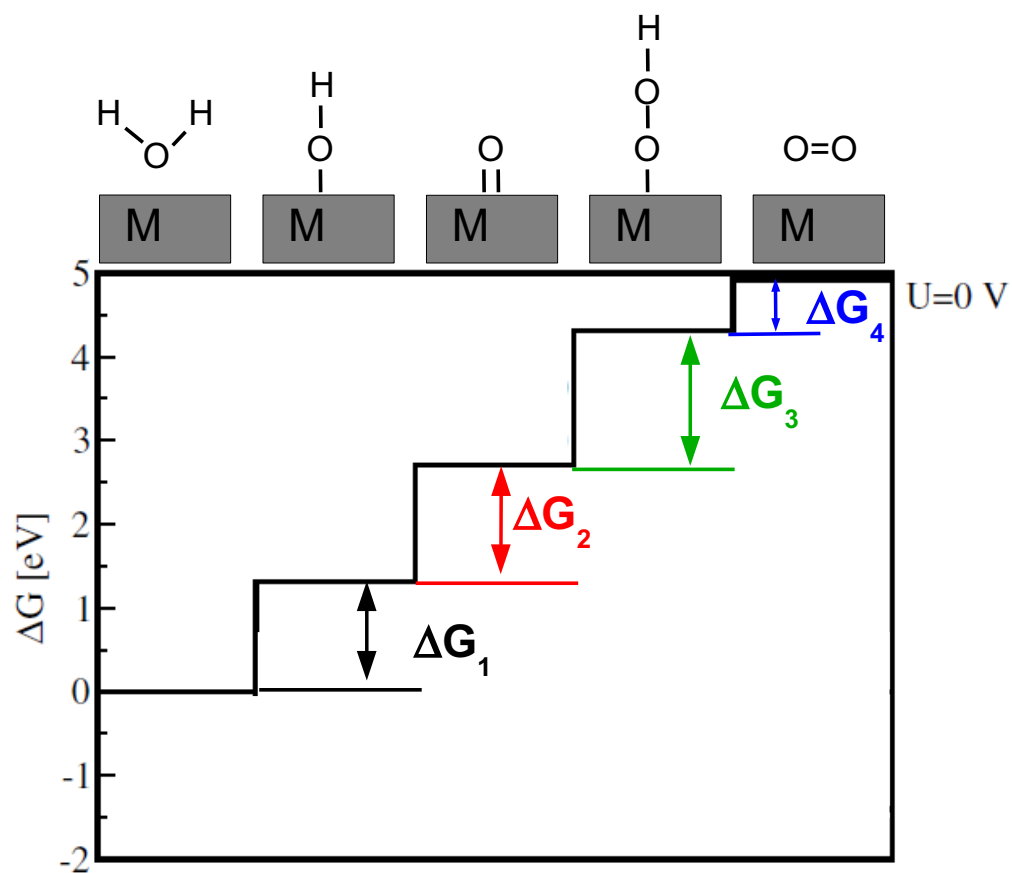 H
H
H H H O
O O O O O=O
M M M M M
5
U=0 V
ΔG4
4
ΔG3
3
2
ΔG2
ΔG [eV]
1
ΔG1
0
-1
-2